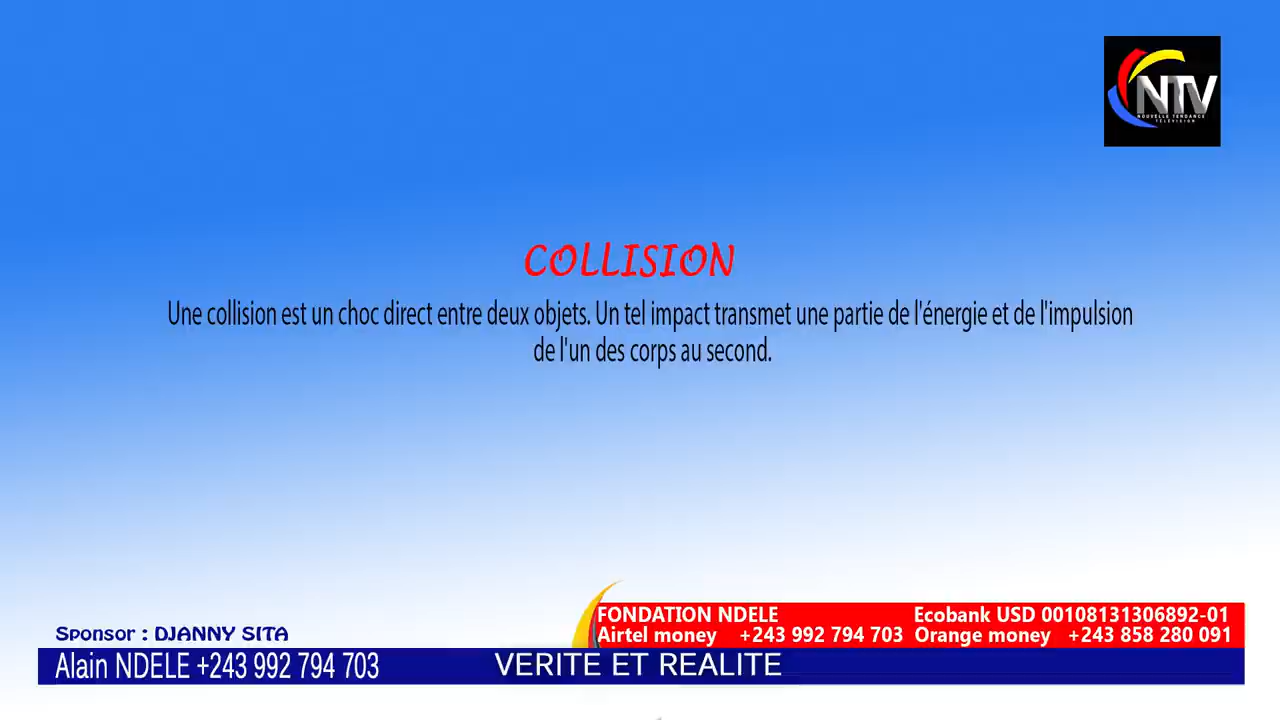 NTV
NOUVELLE TENDANCE
TELEVISION
COLLISION
Une collision est un choc direct entre deux objets. Un tel impact transmet une partie de l'énergie et de l'impulsion
de l'un des corps au second.
FONDATION NDELE Ecobank USD 00108131306892-01
Airtel money +243 992 794 703 Orange money +243 858 280 091
Sponsor : DJANNY SITA
Alain NDELE +243 992 794 703 VERITE ET REALITE